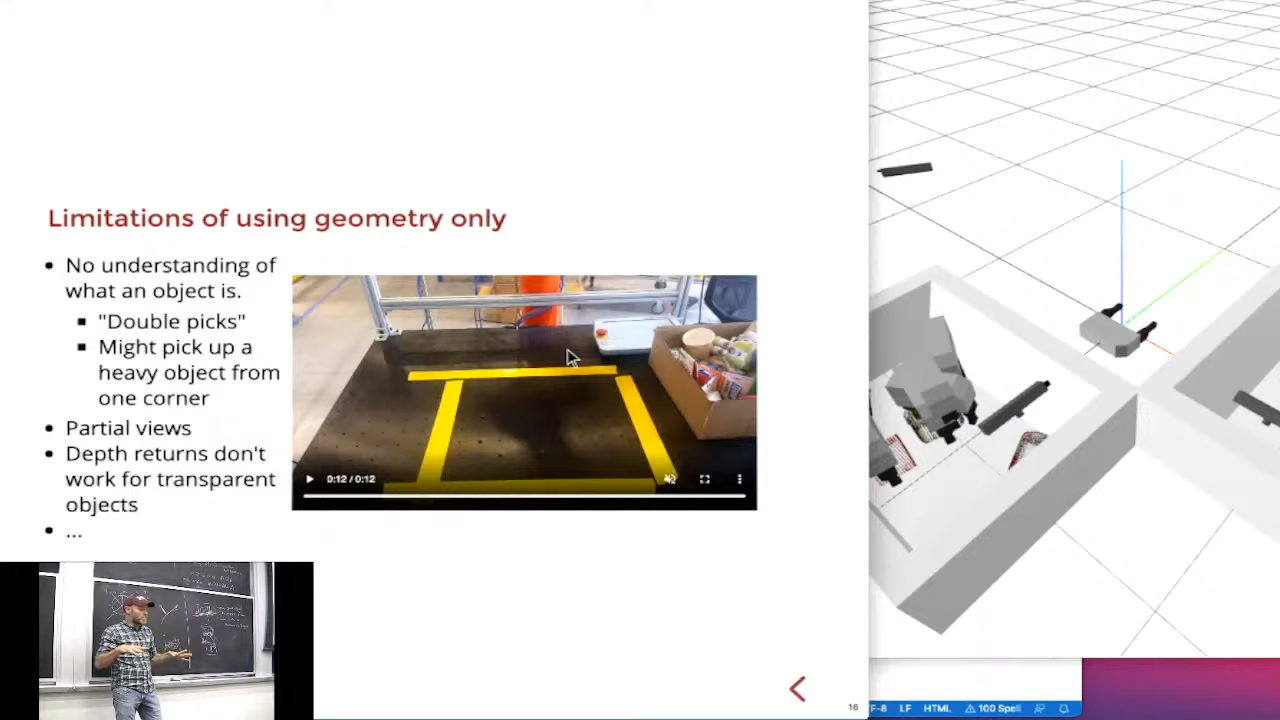 Limitations of using geometry only
• No understanding of
what an object is.
▪ "Double picks"
▪ Might pick up a
heavy object from
one corner
• Partial views
• Depth returns don't
work for transparent
objects
• ...
0:12 / 0:12
16
F-8 LF HTML 100 Spell